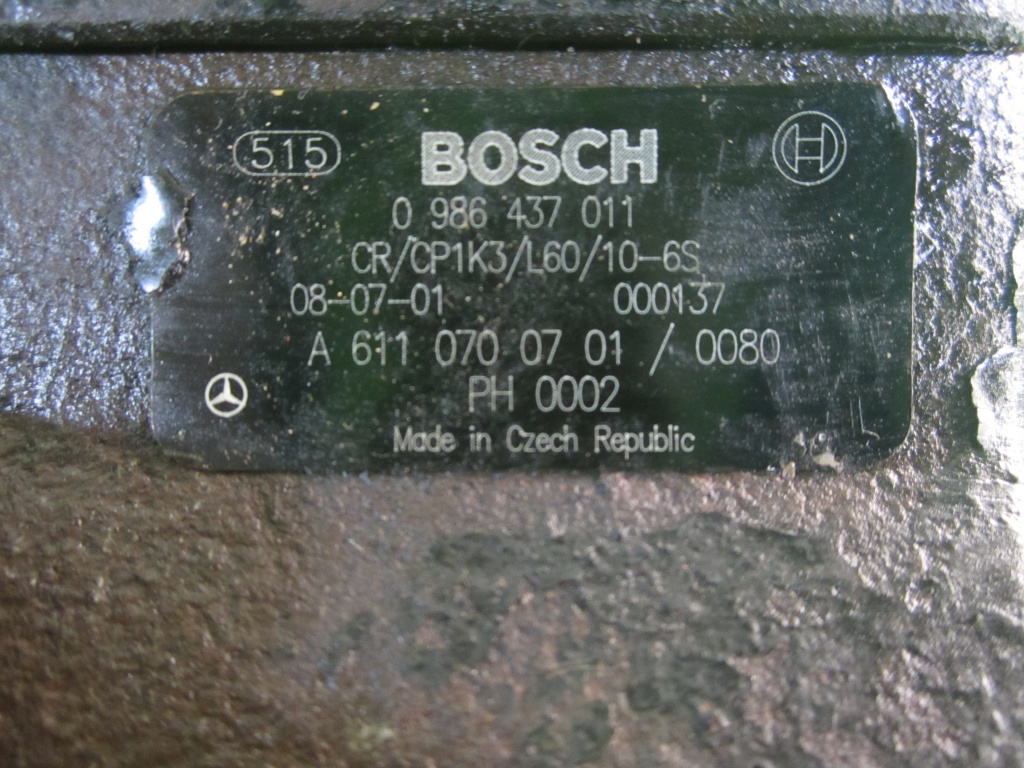 515 BOSCH
0 986 437 011
CR/CP1K3/L60/10-6S
08-07-01 000137
A 611 070 07 01 / 0080
PH 0002
Made in Czech Republic